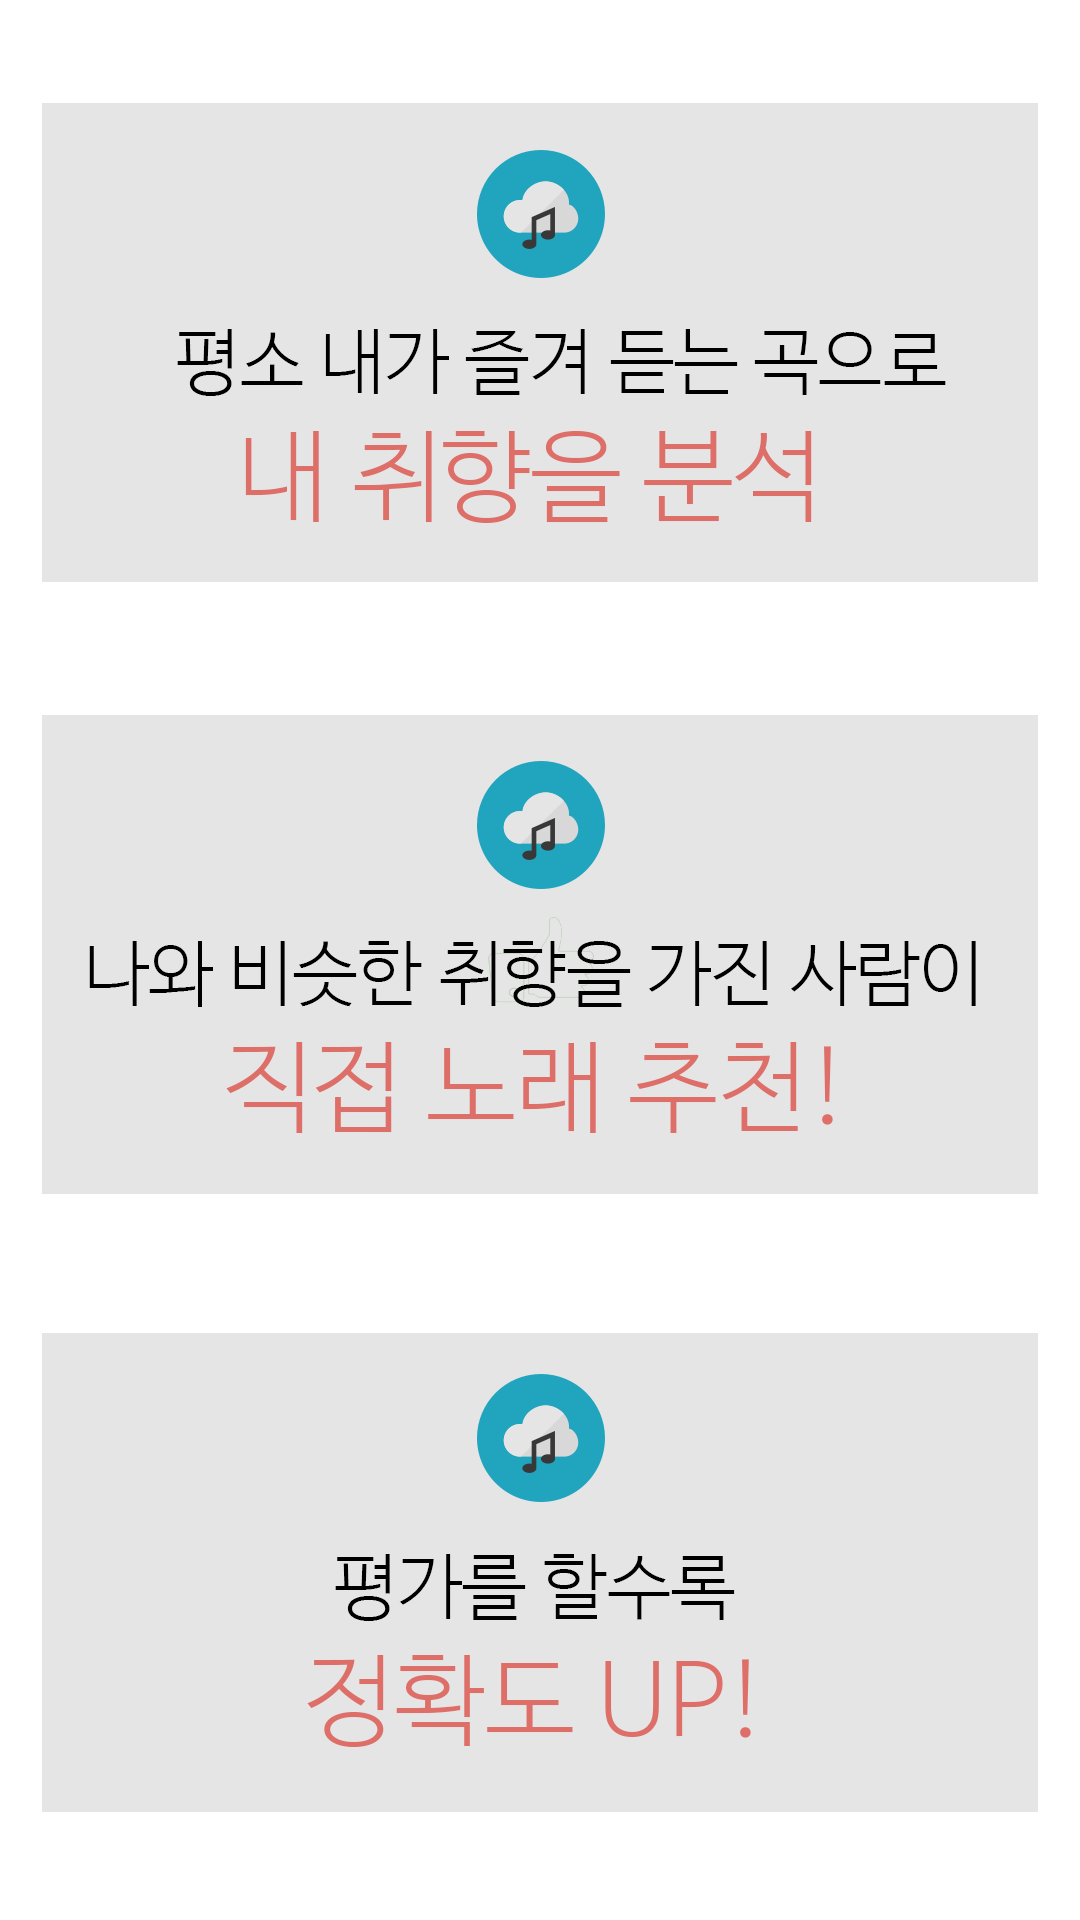 평소 내가 즐겨 듣는 곡으로
내 취향을 분석
나와 비슷한 취향을 가진 사람이
직접 노래 추천!
평가를 할수록
정확도 UP!